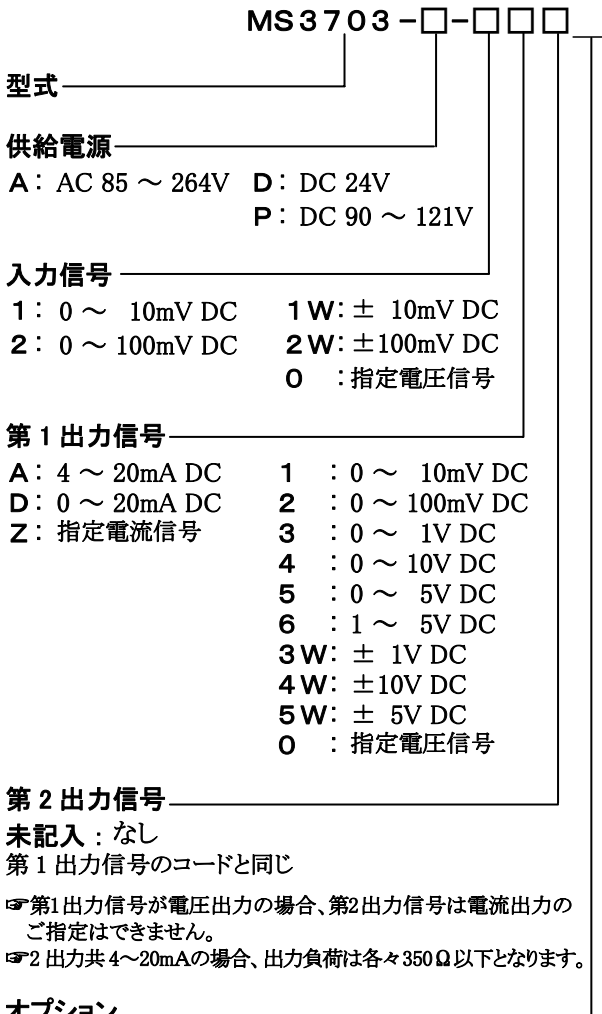 MS3703-□-□□□
型式
供給電源
A: AC 85 ～ 264V D: DC 24V
P: DC 90 ～ 121V
入力信号
1: 0 ～ 10mV DC 1W: ± 10mV DC
2: 0 ～ 100mV DC 2W: ±100mV DC
0 :指定電圧信号
第1出力信号
A: 4 ～ 20mA DC 1 : 0 ～ 10mV DC
D: 0 ～ 20mA DC 2 : 0 ～ 100mV DC
Z: 指定電流信号 3 : 0 ～ 1V DC
4 : 0 ～ 10V DC
5 : 0 ～ 5V DC
6 : 1 ～ 5V DC
3W: ± 1V DC
4W: ±10V DC
5W: ± 5V DC
0 : 指定電圧信号
第2出力信号
未記入:なし
第1出力信号のコードと同じ
☞第1出力信号が電圧出力の場合、第2出力信号は電流出力の
ご指定はできません。
☞2出力共4～20mAの場合、出力負荷は各々350Ω以下となります。
オプション